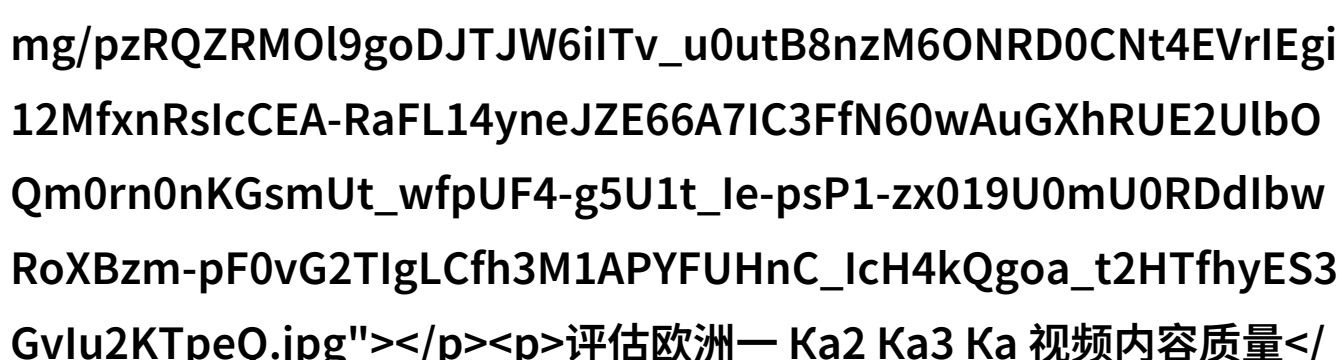 mg/pzRQZRMOl9goDJTJW6iITv_u0utB8nzM6ONRD0CNt4EVrIEgi
12MfxnRsIcCEA-RaFL14yneJZE66A7IC3FfN60wAuGXhRUE2UlbO
Qm0rn0nKGsmUt_wfpUF4-g5U1t_Ie-psP1-zx019U0mU0RDdIbw
RoXBzm-pF0vG2TIgLCfh3M1APYFUHnC_IcH4kQgoa_t2HTfhyES3
GvIu2KTpeO.jpg"></p><p>评估欧洲一 Ka2 Ka3 Ka 视频内容质量</